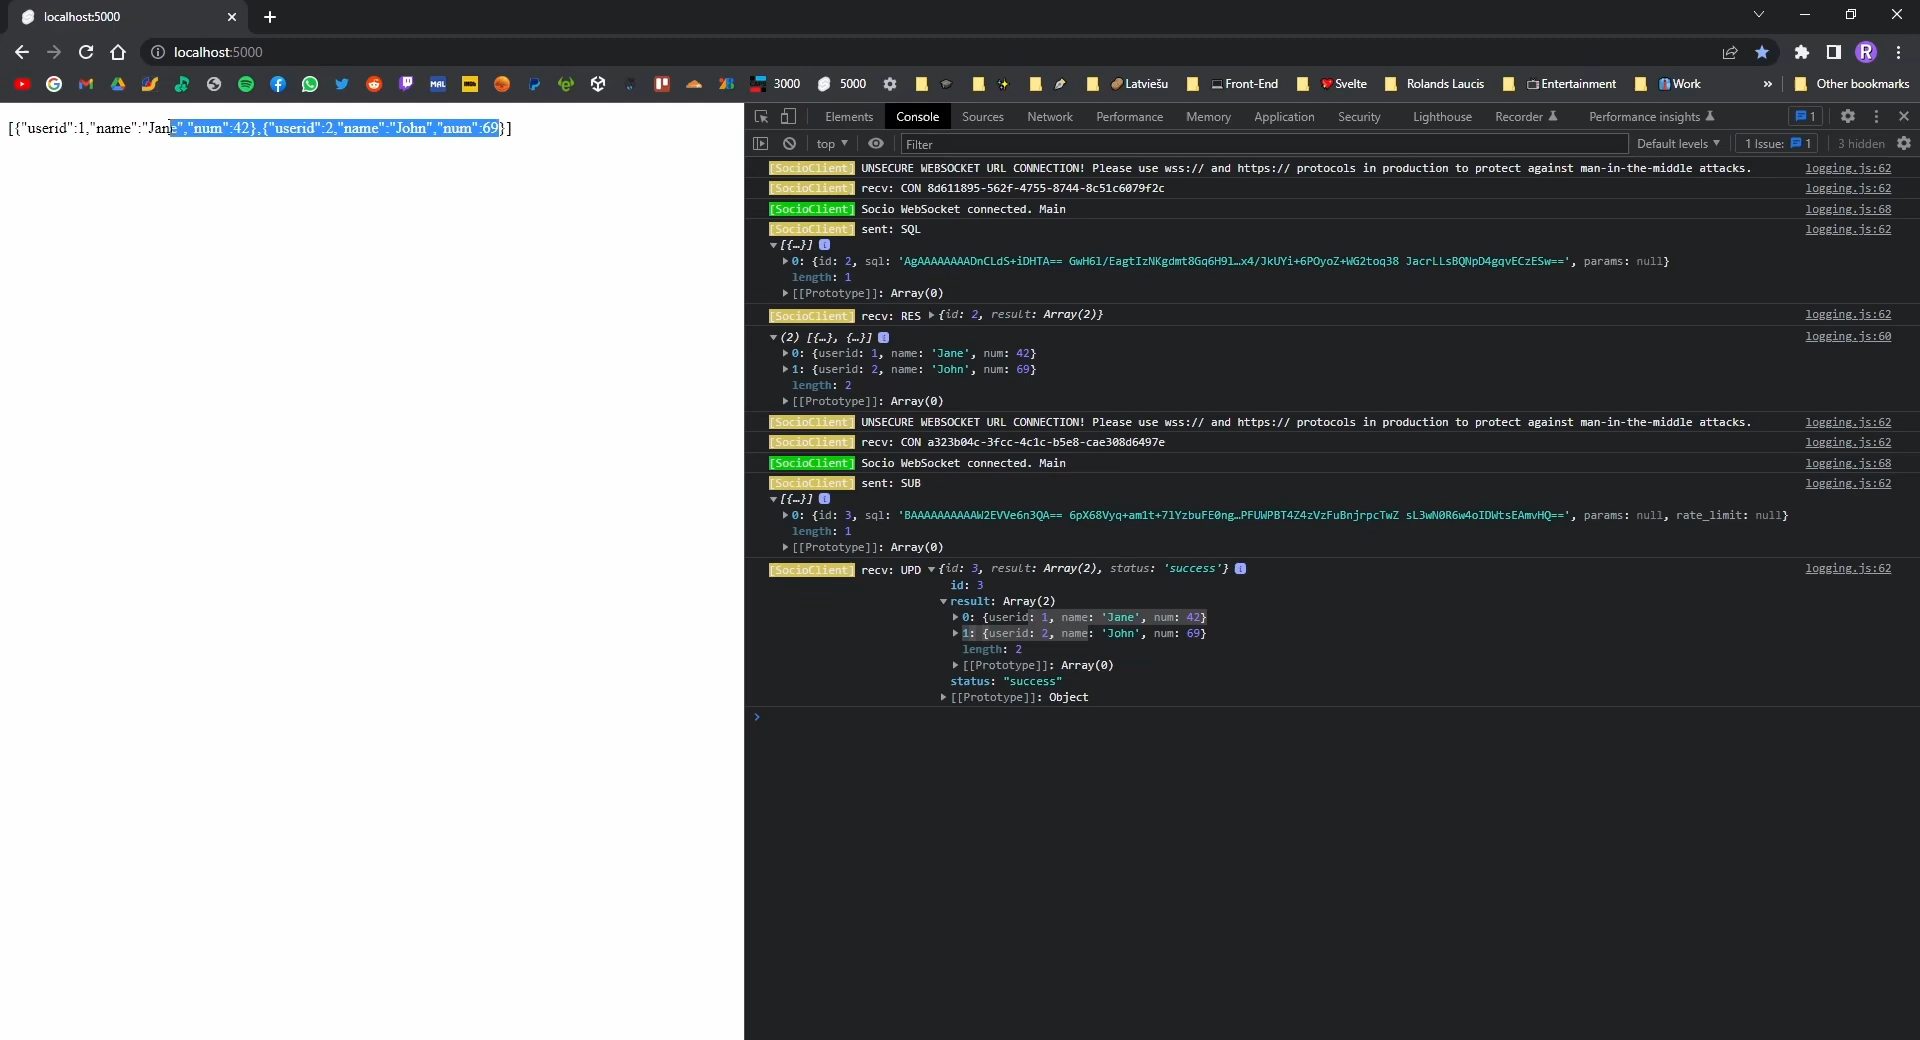 localhost:5000
localhost:5000
3000
5000
Latviešu
Front-End
Svelte
Rolands Laucis
Entertainment
Work
»
Other bookmarks
[{"userid":1,"name":"Jane","num":42},{"userid":2,"name":"John","num":69}]
Elements Console Sources Network Performance Memory Application Security Lighthouse Recorder Performance insights 1
top Filter Default levels 1 Issue: 1 3 hidden
[SocioClient] UNSECURE WEBSOCKET URL CONNECTION! Please use wss:// and https:// protocols in production to protect against man-in-the-middle attacks. logging.js:62
[SocioClient] recv: CON 8d611895-562f-4755-8744-8c51c6079f2c logging.js:62
[SocioClient] Socio WebSocket connected. Main logging.js:68
[SocioClient] sent: SQL logging.js:62
[{…}] i
0: {id: 2, sql: 'AgAAAAAAAADnCLdS+iDHTA== GwH6l/EagtIzNKgdmt8Gq6H9l…x4/JkUYi+6POyoZ+WG2toq38 JacrLLsBQNpD4gqvECzESw==', params: null}
length: 1
[[Prototype]]: Array(0)
[SocioClient] recv: RES {id: 2, result: Array(2)} logging.js:62
(2) [{…}, {…}] i logging.js:60
0: {userid: 1, name: 'Jane', num: 42}
1: {userid: 2, name: 'John', num: 69}
length: 2
[[Prototype]]: Array(0)
[SocioClient] UNSECURE WEBSOCKET URL CONNECTION! Please use wss:// and https:// protocols in production to protect against man-in-the-middle attacks. logging.js:62
[SocioClient] recv: CON a323b04c-3fcc-4c1c-b5e8-cae308d6497e logging.js:62
[SocioClient] Socio WebSocket connected. Main logging.js:68
[SocioClient] sent: SUB logging.js:62
[{…}] i
0: {id: 3, sql: 'BAAAAAAAAAAW2EVVe6n3QA== 6pX68Vyq+am1t+7lYzbuFE0ng…PFUWPBT4Z4zVzFuBnjrpcTwZ sL3wN0R6w4oIDWtsEAmvHQ==', params: null, rate_limit: null}
length: 1
[[Prototype]]: Array(0)
[SocioClient] recv: UPD {id: 3, result: Array(2), status: 'success'} i logging.js:62
id: 3
result: Array(2)
0: {userid: 1, name: 'Jane', num: 42}
1: {userid: 2, name: 'John', num: 69}
length: 2
[[Prototype]]: Array(0)
status: "success"
[[Prototype]]: Object